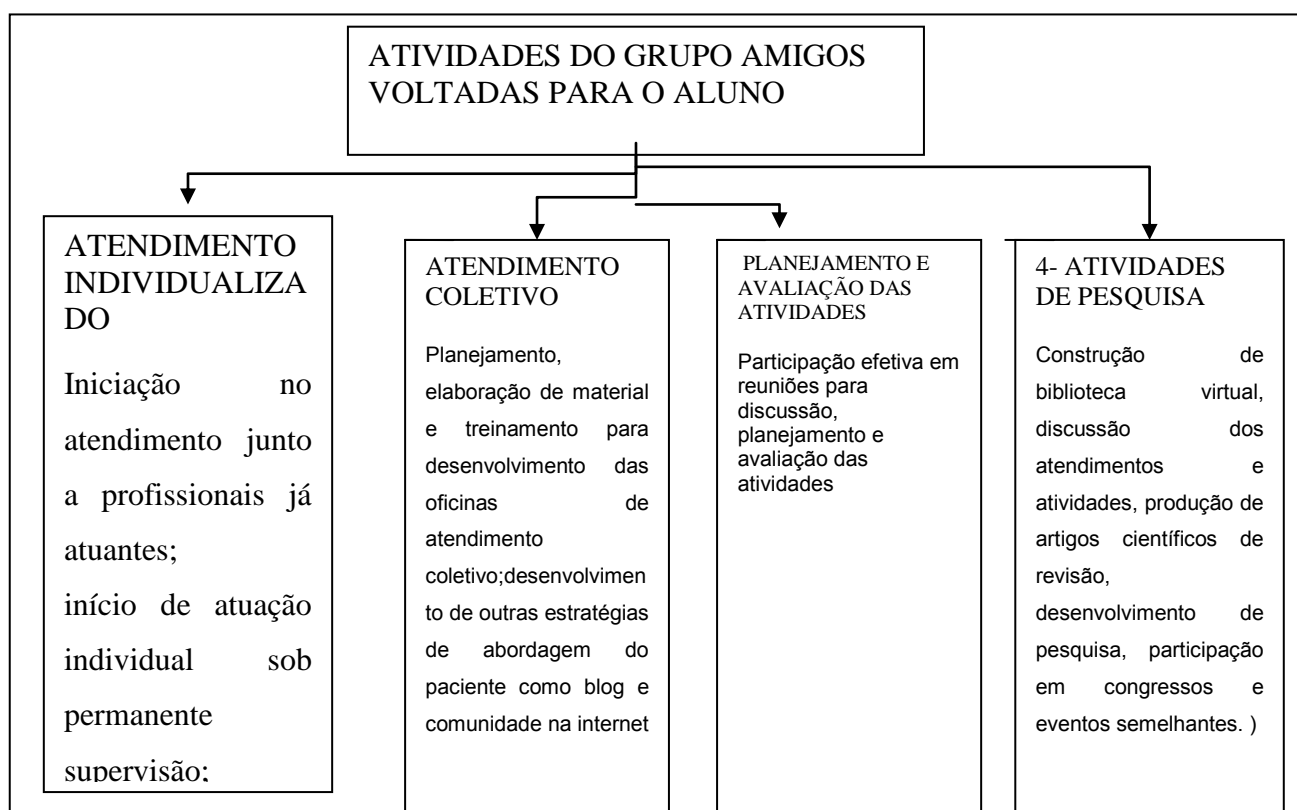 ATIVIDADES DO GRUPO AMIGOS
VOLTADAS PARA O ALUNO
ATENDIMENTO
INDIVIDUALIZA
DO
Iniciação no
atendimento junto
a profissionais já
atuantes;
início de atuação
individual sob
permanente
supervisão;
ATENDIMENTO
COLETIVO
Planejamento,
elaboração de material
e treinamento para
desenvolvimento das
oficinas de
atendimento
coletivo;desenvolvimen
to de outras estratégias
de abordagem do
paciente como blog e
comunidade na internet
PLANEJAMENTO E
AVALIAÇÃO DAS
ATIVIDADES
Participação efetiva em
reuniões para
discussão,
planejamento e
avaliação das
atividades
4- ATIVIDADES
DE PESQUISA
Construção de
biblioteca virtual,
discussão dos
atendimentos e
atividades, produção de
artigos científicos de
revisão,
desenvolvimento de
pesquisa, participação
em congressos e
eventos semelhantes. )